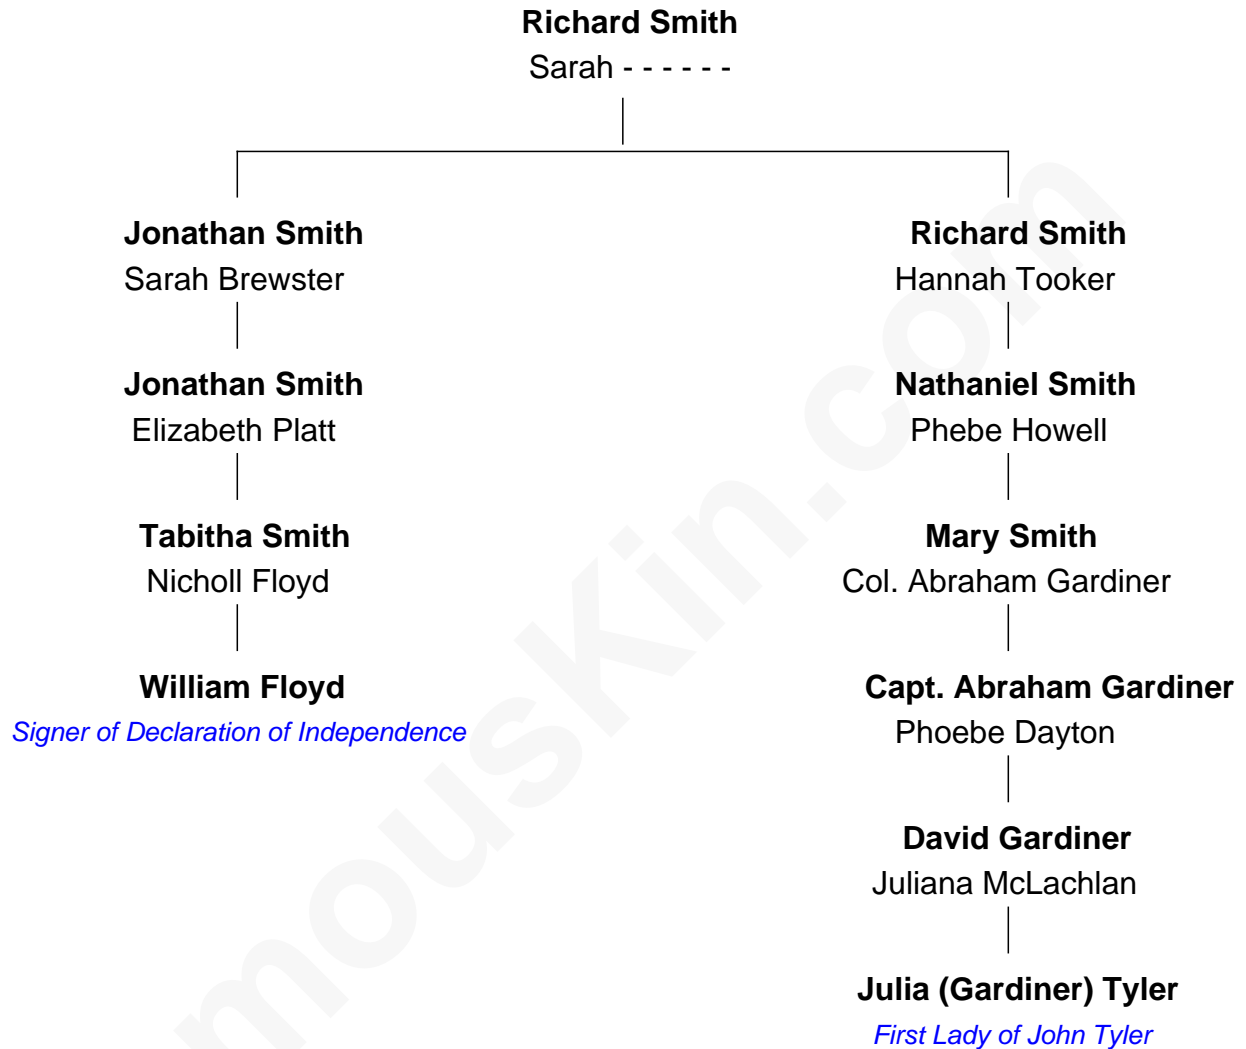 Richard Smith
Sarah - - - - - -
Jonathan Smith
Sarah Brewster
Jonathan Smith
Elizabeth Platt
Tabitha Smith
Nicholl Floyd
William Floyd
Signer of Declaration of Independence
Richard Smith
Hannah Tooker
Nathaniel Smith
Phebe Howell
Mary Smith
Col. Abraham Gardiner
Capt. Abraham Gardiner
Phoebe Dayton
David Gardiner
Juliana McLachlan
Julia (Gardiner) Tyler
First Lady of John Tyler
mousKin.com